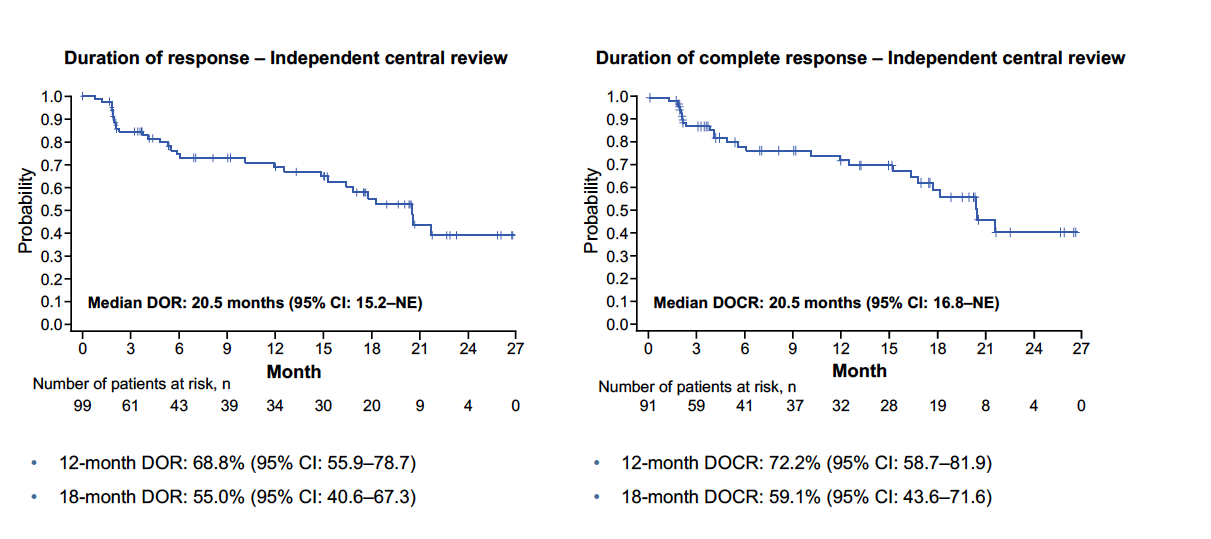 Duration of response – Independent central review
1.0
0.9
0.8
0.7
0.6
0.5
0.4
0.3
0.2
0.1
0.0
Probability
Median DOR: 20.5 months (95% CI: 15.2–NE)
0 3 6 9 12 15 18 21 24 27
Month
Number of patients at risk, n
99 61 43 39 34 30 20 9 4 0
• 12-month DOR: 68.8% (95% CI: 55.9–78.7)
• 18-month DOR: 55.0% (95% CI: 40.6–67.3)
Duration of complete response – Independent central review
1.0
0.9
0.8
0.7
0.6
0.5
0.4
0.3
0.2
0.1
0.0
Probability
Median DOCR: 20.5 months (95% CI: 16.8–NE)
0 3 6 9 12 15 18 21 24 27
Month
Number of patients at risk, n
91 59 41 37 32 28 19 8 4 0
• 12-month DOCR: 72.2% (95% CI: 58.7–81.9)
• 18-month DOCR: 59.1% (95% CI: 43.6–71.6)